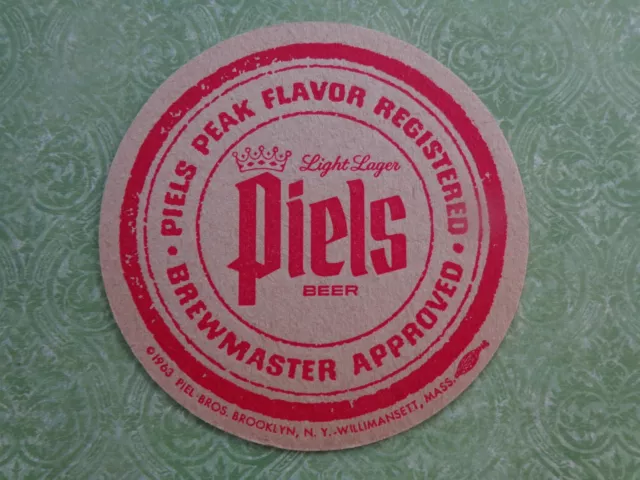 • PIELS PEAK FLAVOR REGISTERED •
Light Lager
Piels
BEER
BREWMASTER APPROVED
©1963 PIEL BROS. BROOKLYN, N. Y.-WILLIMANSETT, MASS.